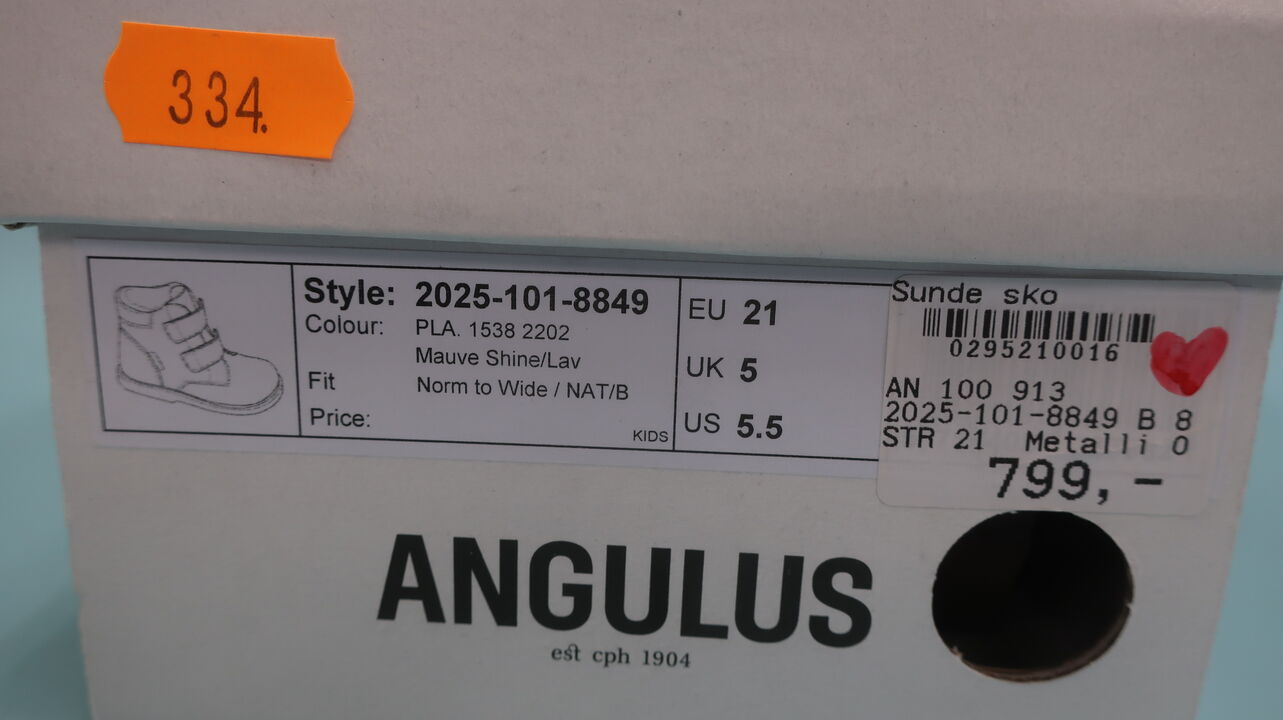 334.
Style: 2025-101-8849
Colour: PLA. 1538 2202
Mauve Shine/Lav
Fit Norm to Wide / NAT/B
Price:
KIDS
EU 21
UK 5
US 5.5
Sunde sko
0295210016
AN 100 913
2025-101-8849 B 8
STR 21 Metalli 0
799,-
ANGULUS
est cph 1904